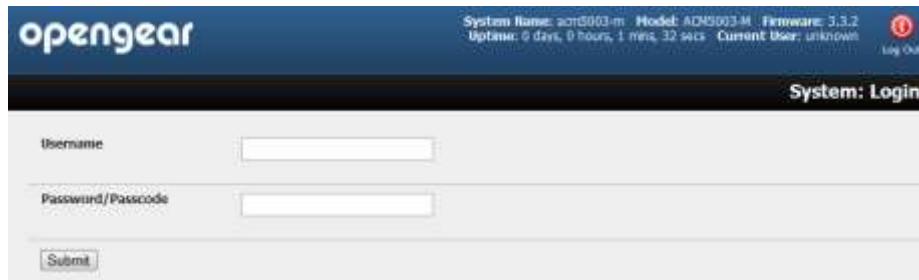 opengear
System Name: acm5003-m Model: ACM5003-M Firmware: 3.3.2
Uptime: 0 days, 0 hours, 1 mins, 32 secs Current User: unknown
Log Out
System: Login
Username
Password/Passcode
Submit